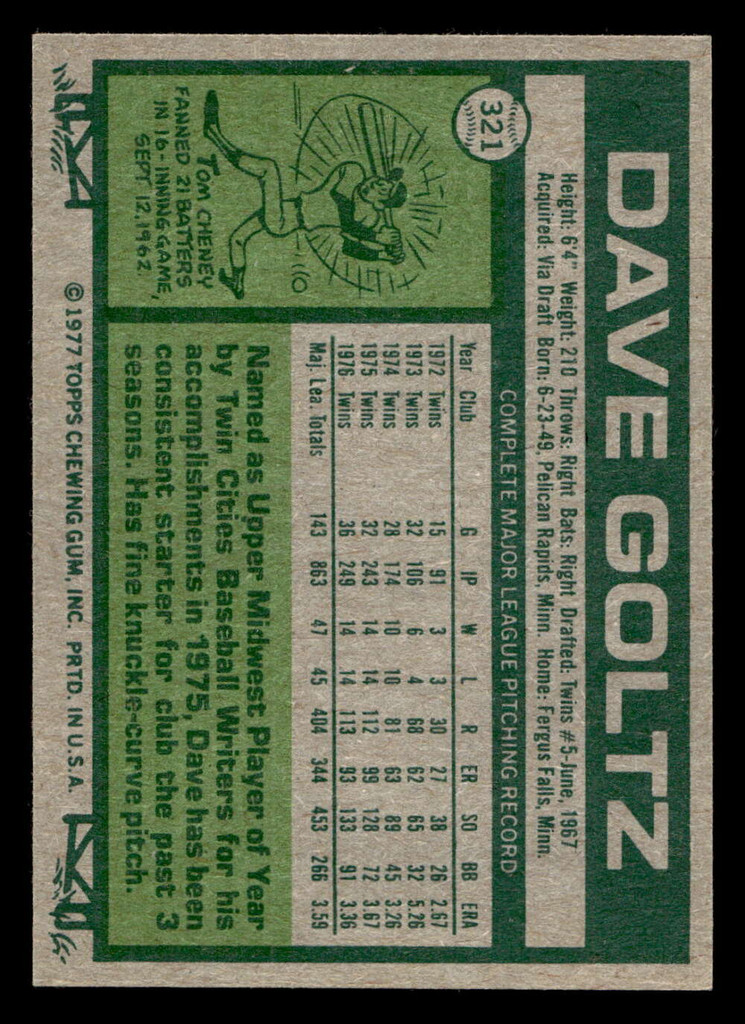 321
DAVE GOLTZ
Height: 6'4" Weight: 210 Throws: Right Bats: Right Drafted: Twins #5-June, 1967
Acquired: Via Draft Born: 6-23-49, Pelican Rapids, Minn. Home: Fergus Falls, Minn.
COMPLETE MAJOR LEAGUE PITCHING RECORD
Year Club G IP W L R ER SO BB ERA
1972 Twins 15 91 3 3 30 27 38 26 2.67
1973 Twins 32 106 6 4 68 62 65 32 5.26
1974 Twins 28 174 10 10 81 63 89 45 3.26
1975 Twins 32 243 14 14 112 99 128 72 3.67
1976 Twins 36 249 14 14 113 93 133 91 3.36
Maj. Lea. Totals 143 863 47 45 404 344 453 266 3.59
TOM CHENEY
FANNED 21 BATTERS
IN 16-INNING GAME,
SEPT. 12, 1962.
Named as Upper Midwest Player of Year
by Twin Cities Baseball Writers for his
accomplishments in 1975, Dave has been
consistent starter for club the past 3
seasons. Has fine knuckle-curve pitch.
© 1977 TOPPS CHEWING GUM, INC. PRTD. IN U.S.A.